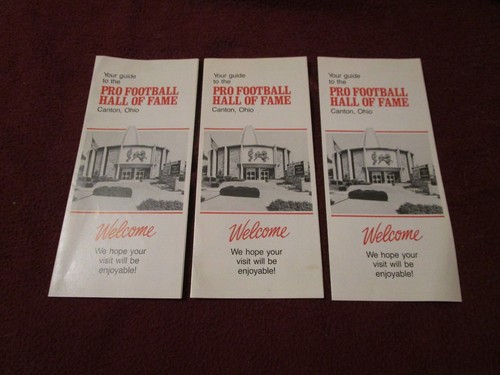 Your guide
to the
PRO FOOTBALL
HALL OF FAME
Canton, Ohio
Welcome
We hope your
visit will be
enjoyable!
Your guide
to the
PRO FOOTBALL
HALL OF FAME
Canton, Ohio
Welcome
We hope your
visit will be
enjoyable!
Your guide
to the
PRO FOOTBALL
HALL OF FAME
Canton, Ohio
Welcome
We hope your
visit will be
enjoyable!